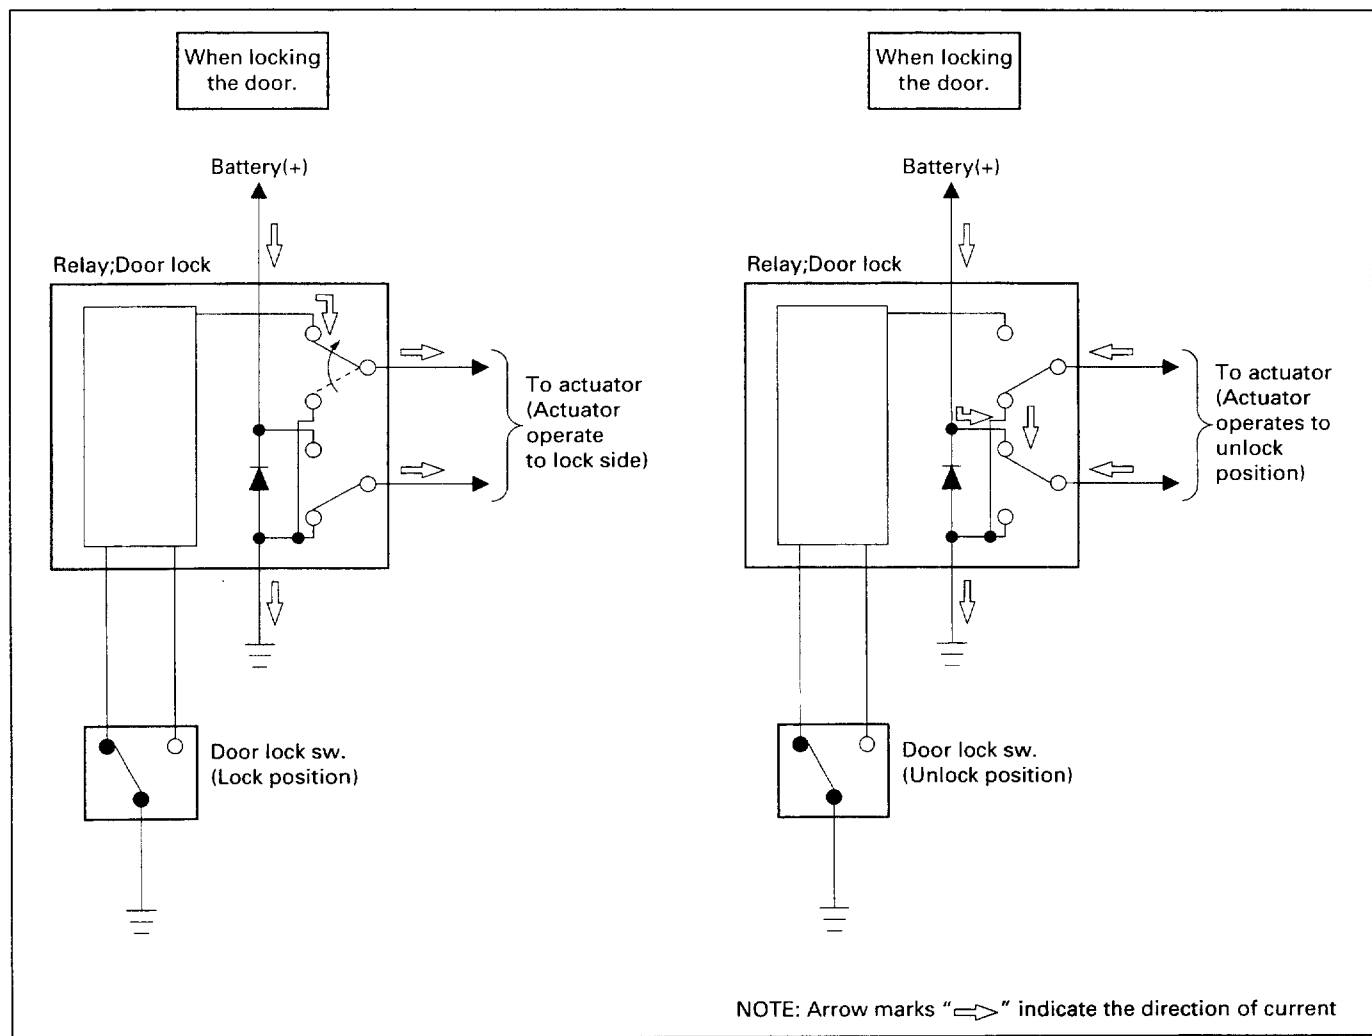 When locking
the door.
Battery(+)
Relay;Door lock
To actuator
(Actuator
operate
to lock side)
Door lock sw.
(Lock position)
When locking
the door.
Battery(+)
Relay;Door lock
To actuator
(Actuator
operates to
unlock
position)
Door lock sw.
(Unlock position)
NOTE: Arrow marks “⇨” indicate the direction of current